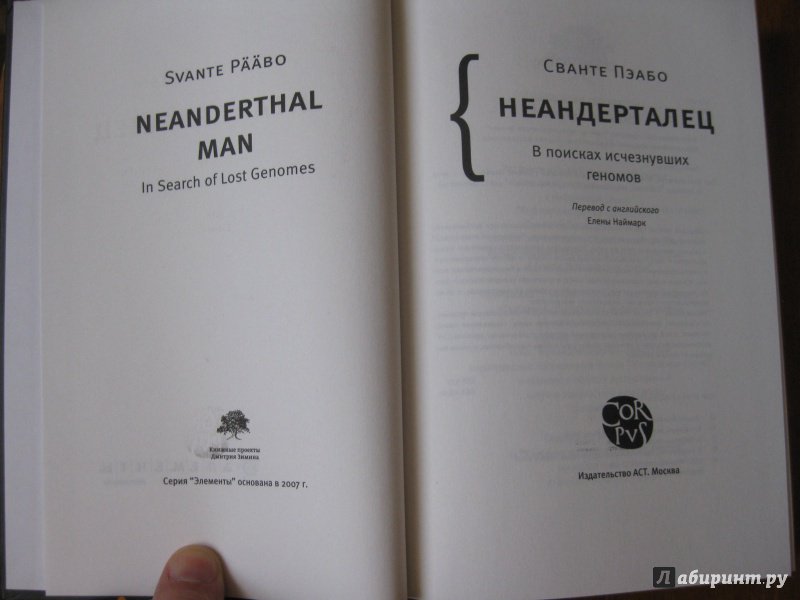 Svante Pääbo
NEANDERTHAL
MAN
In Search of Lost Genomes
Книжные проекты
Дмитрия Зимина
Серия "Элементы" основана в 2007 г.
Сванте Пэабо
НЕАНДЕРТАЛЕЦ
В поисках исчезнувших
геномов
Перевод с английского
Елены Наймарк
CORPVS
Издательство АСТ. Москва
Лабиринт.ру